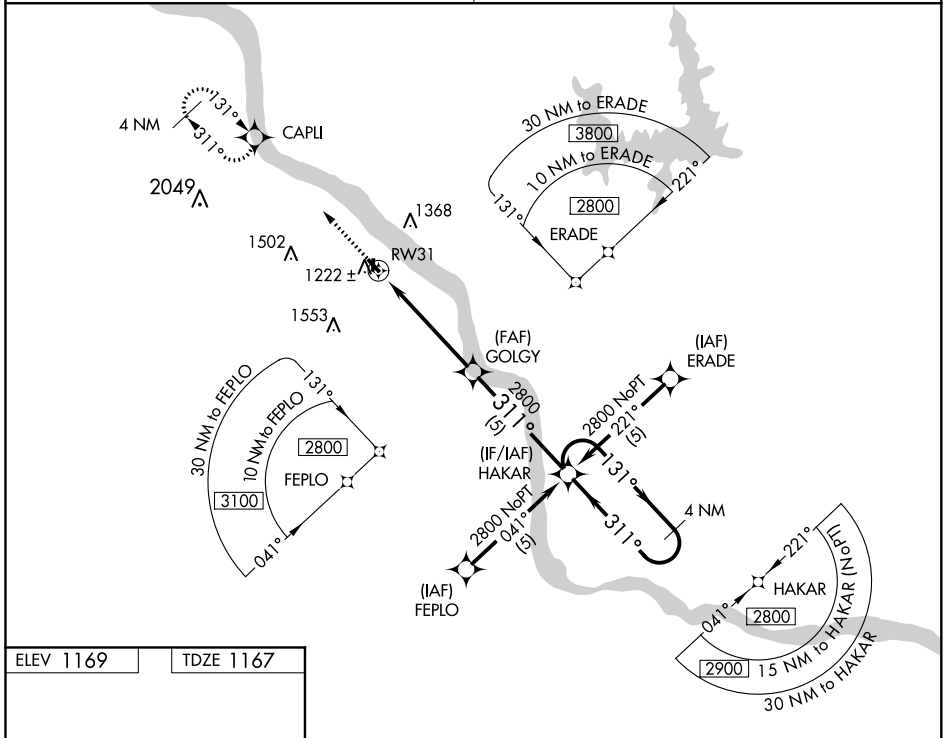 131°
4 NM
311°
CAPLI
2049
1368
1502
RW31
1222 ±
1553
30 NM to ERADE
3800
10 NM to ERADE
2800
131°
221°
ERADE
(FAF)
GOLGY
2800
311°
(5)
(IAF)
ERADE
2800 NoPT
221°
(5)
(IF/IAF)
HAKAR
131°
311°
4 NM
2800 NoPT
041°
(5)
(IAF)
FEPLO
30 NM to FEPLO
10 NM to FEPLO
131°
2800
FEPLO
3100
041°
221°
HAKAR
041°
2800
2900
15 NM to HAKAR (NoPT)
30 NM to HAKAR
ELEV 1169
TDZE 1167